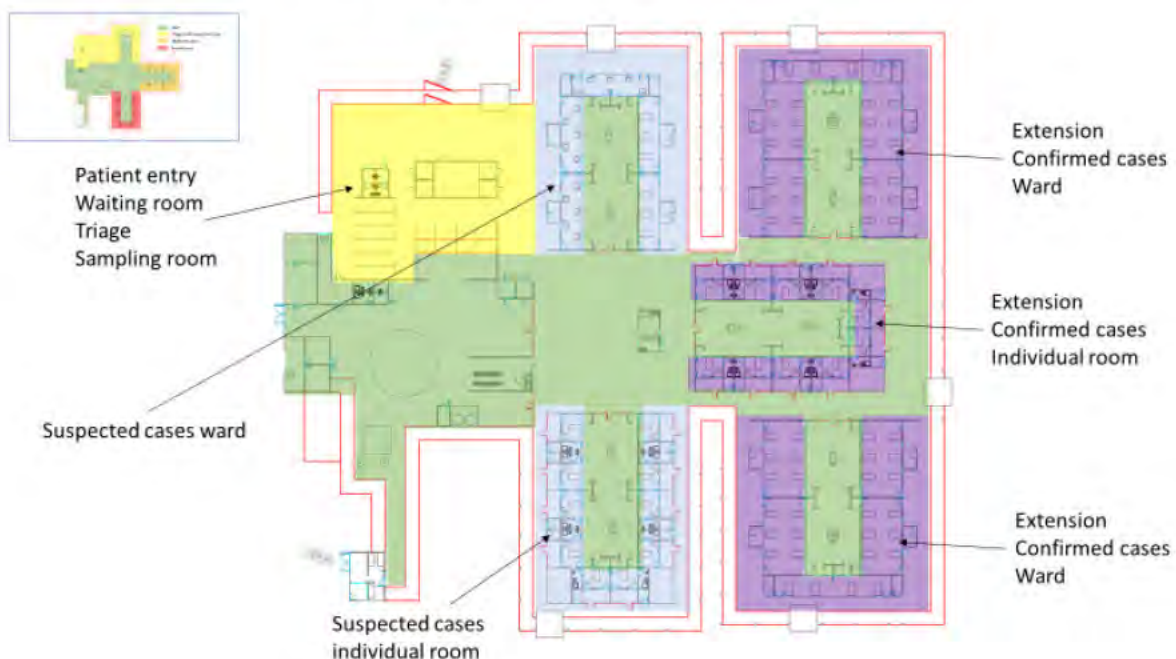 Patient entry
Waiting room
Triage
Sampling room
Extension
Confirmed cases
Ward
Extension
Confirmed cases
Individual room
Suspected cases ward
Extension
Confirmed cases
Ward
Suspected cases
individual room